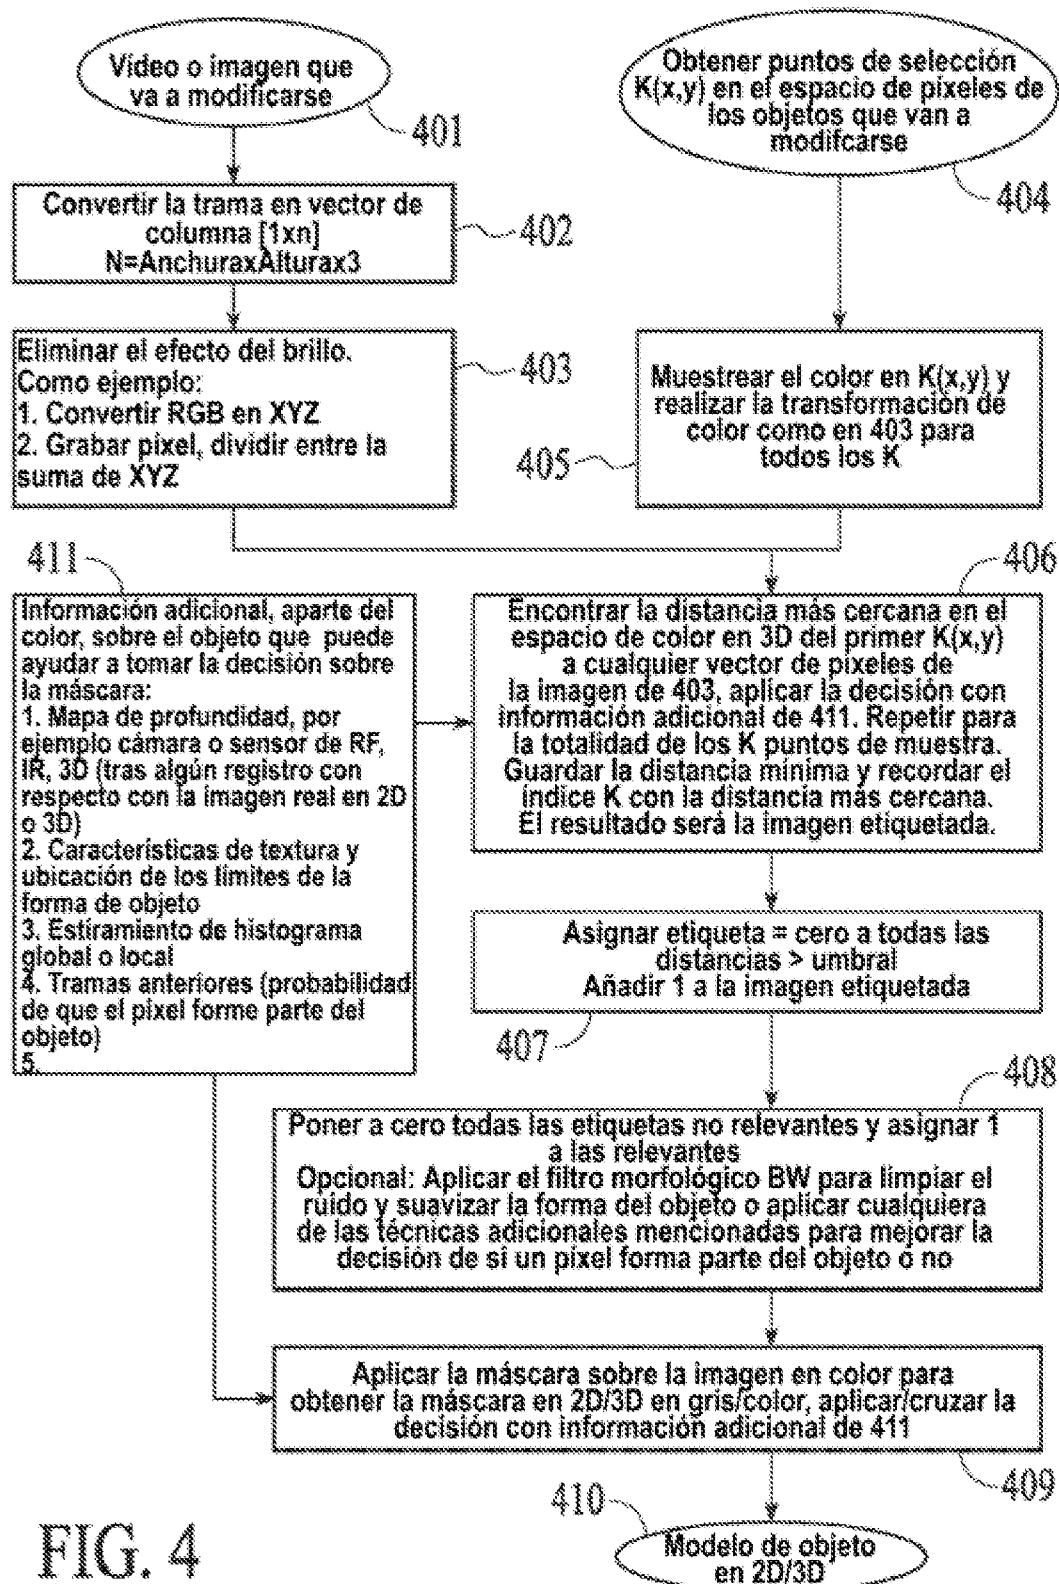 Vídeo o imagen que
va a modificarse
401
Convertir la trama en vector de
columna [1xn]
N=AnchuraxAlturax3
402
Eliminar el efecto del brillo.
Como ejemplo:
1. Convertir RGB en XYZ
2. Grabar pixel, dividir entre la
suma de XYZ
403
Obtener puntos de selección
K(x,y) en el espacio de píxeles de
los objetos que van a
modifcarse
404
Muestrear el color en K(x,y) y
realizar la transformación de
color como en 403 para
todos los K
405
411
Información adicional, aparte del
color, sobre el objeto que puede
ayudar a tomar la decisión sobre
la máscara:
1. Mapa de profundidad, por
ejemplo cámara o sensor de RF,
IR, 3D (tras algún registro con
respecto con la imagen real en 2D
o 3D)
2. Características de textura y
ubicación de los límites de la
forma de objeto
3. Estiramiento de histograma
global o local
4. Tramas anteriores (probabilidad
de que el pixel forme parte del
objeto)
5.
406
Encontrar la distancia más cercana en el
espacio de color en 3D del primer K(x,y)
a cualquier vector de píxeles de
la imagen de 403, aplicar la decisión con
información adicional de 411. Repetir para
la totalidad de los K puntos de muestra.
Guardar la distancia mínima y recordar el
índice K con la distancia más cercana.
El resultado será la imagen etiquetada.
Asignar etiqueta = cero a todas las
distancias > umbral
Añadir 1 a la imagen etiquetada
407
408
Poner a cero todas las etiquetas no relevantes y asignar 1
a las relevantes
Opcional: Aplicar el filtro morfológico BW para limpiar el
ruido y suavizar la forma del objeto o aplicar cualquiera
de las técnicas adicionales mencionadas para mejorar la
decisión de si un pixel forma parte del objeto o no
Aplicar la máscara sobre la imagen en color para
obtener la máscara en 2D/3D en gris/color, aplicar/cruzar la
decisión con información adicional de 411
409
410
Modelo de objeto
en 2D/3D
FIG. 4